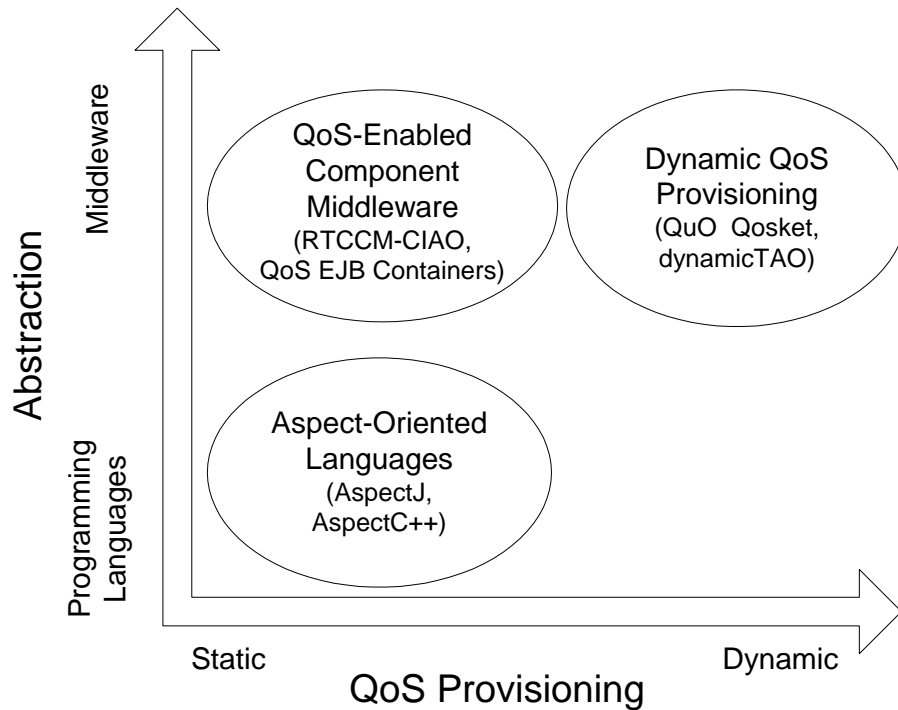 Abstraction
Middleware
Programming
Languages
QoS-Enabled
Component
Middleware
(RTCCM-CIAO,
QoS EJB Containers)
Dynamic QoS
Provisioning
(QuO Qosket,
dynamicTAO)
Aspect-Oriented
Languages
(AspectJ,
AspectC++)
Static
Dynamic
QoS Provisioning